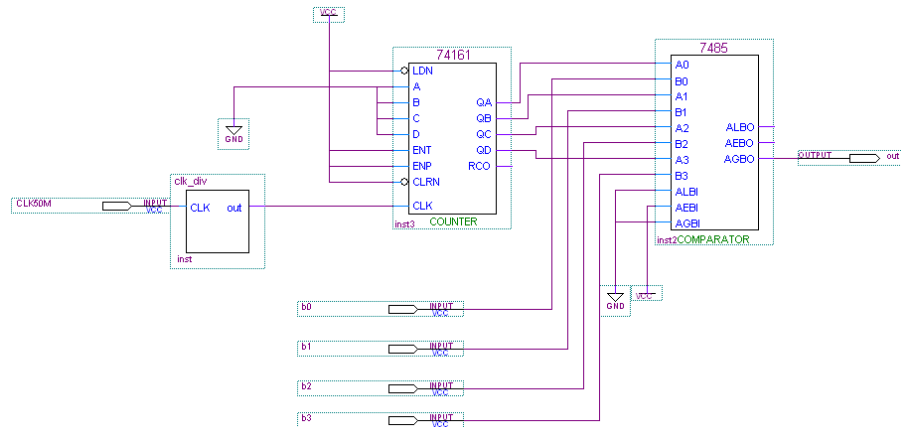 VCC
74161
LDN
A
B
C
D
ENT
ENP
CLRN
CLK
QA
QB
QC
QD
RCO
inst3
COUNTER
GND
7485
A0
B0
A1
B1
A2
B2
A3
B3
ALBI
AEBI
AGBI
ALBO
AEBO
AGBO
inst2
COMPARATOR
OUTPUT
out
GND
VCC
clk_div
CLK
out
inst
CLK50M
INPUT
VCC
b0
INPUT
VCC
b1
INPUT
VCC
b2
INPUT
VCC
b3
INPUT
VCC